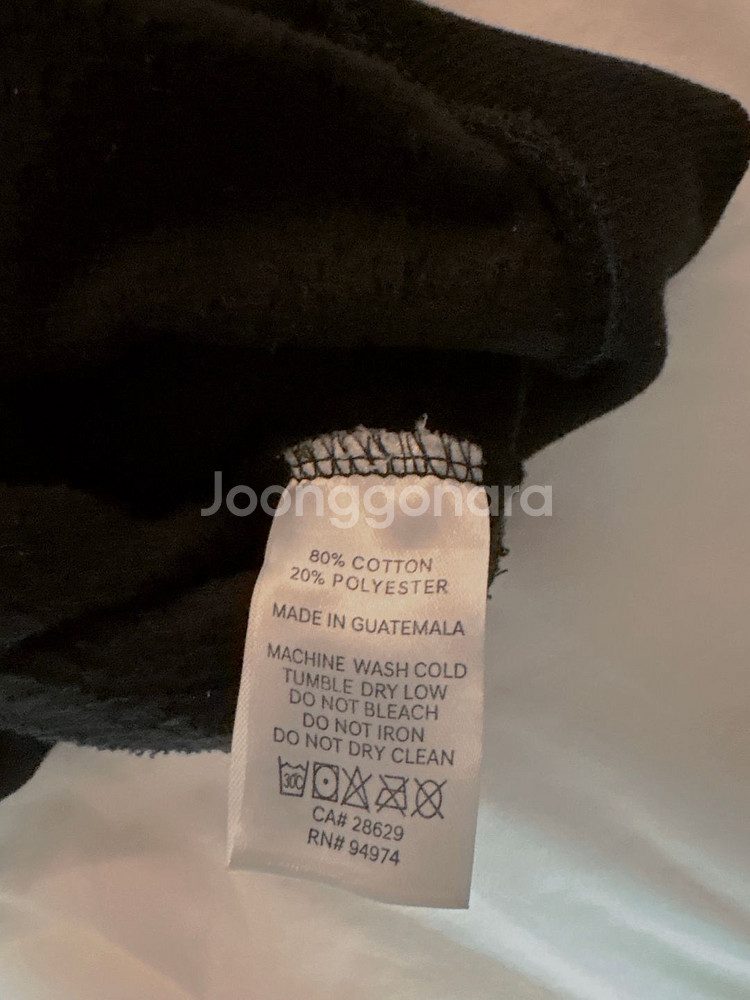 Joonggonara
80% COTTON
20% POLYESTER
MADE IN GUATEMALA
MACHINE WASH COLD
TUMBLE DRY LOW
DO NOT BLEACH
DO NOT IRON
DO NOT DRY CLEAN
30C
CA# 28629
RN# 94974